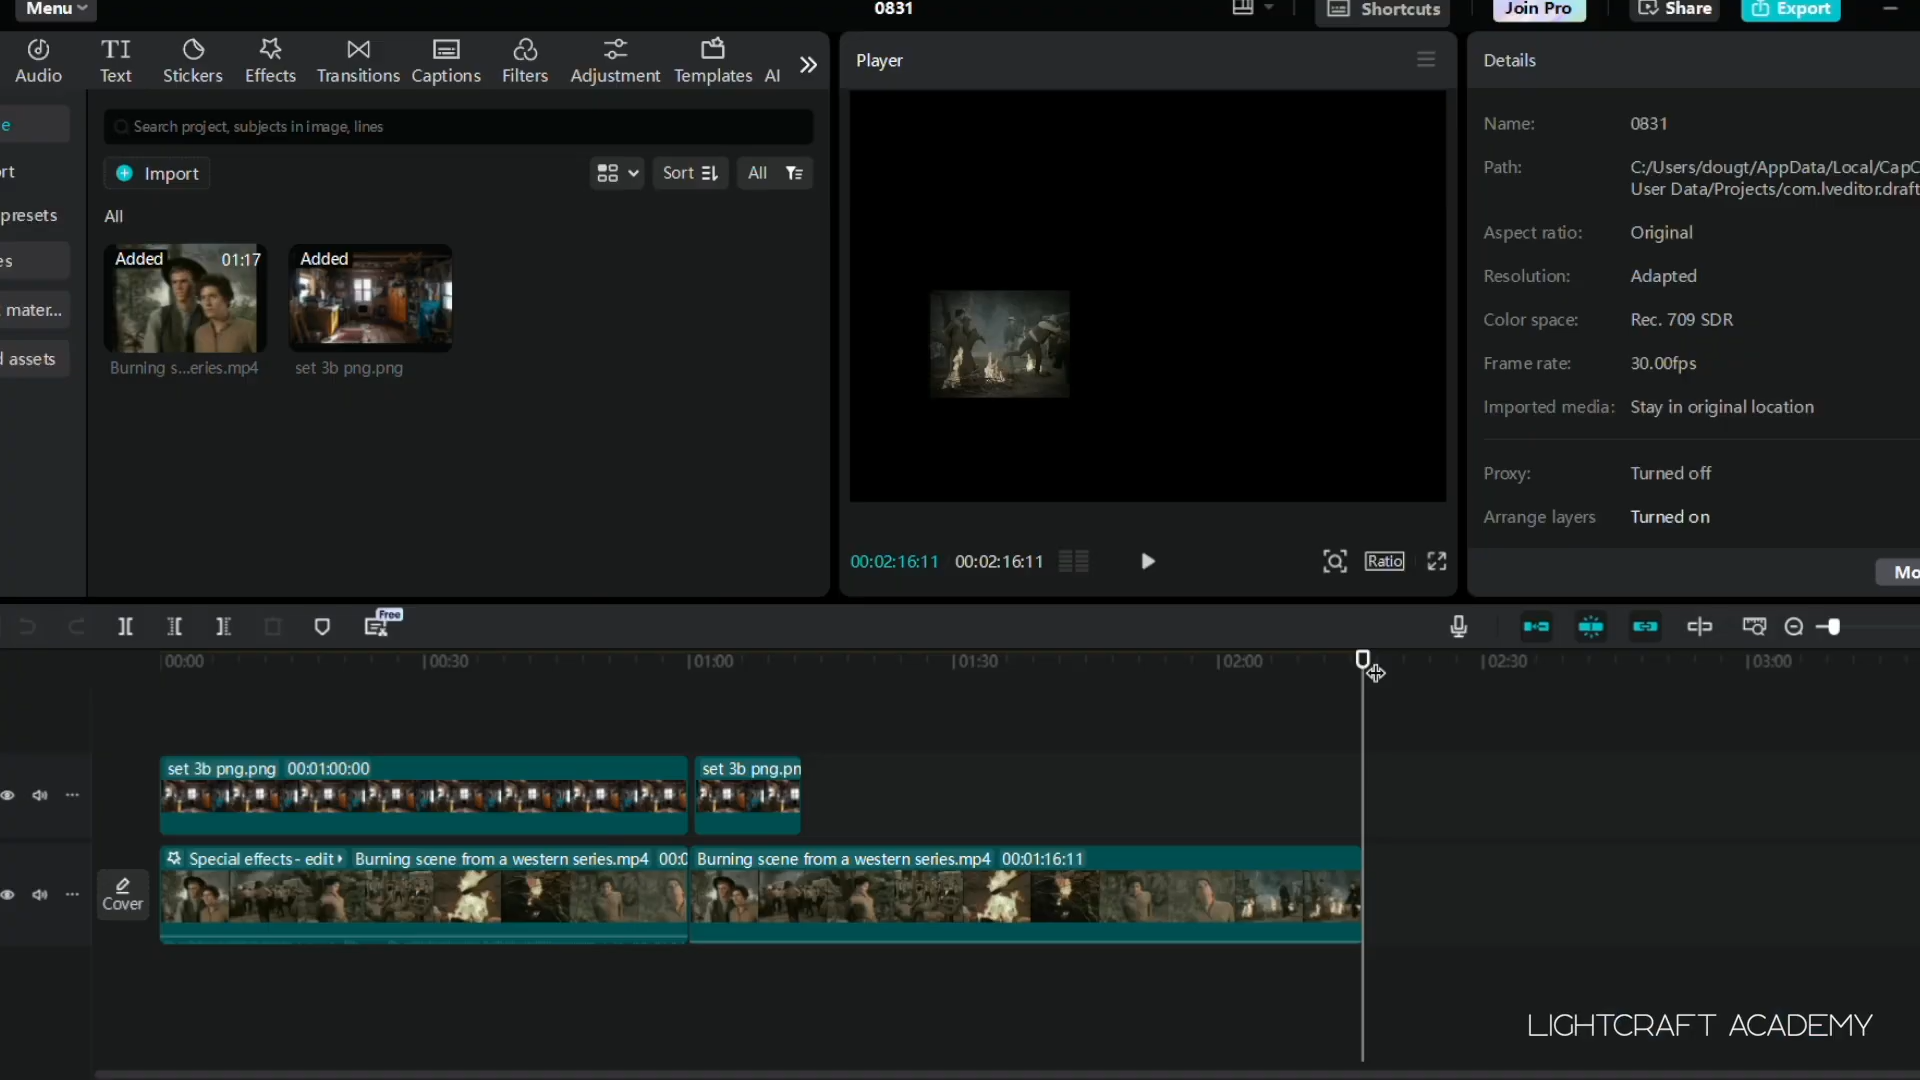 Menu
0831
Shortcuts
Join Pro
Share
Export
Audio
TI
Text
Stickers
Effects
Transitions
Captions
Filters
Adjustment
Templates
AI
Player
Details
e
Search project, subjects in image, lines
Name:
0831
rt
Import
Sort
All
Path:
C:/Users/dougt/AppData/Local/CapC
User Data/Projects/com.lveditor.draft
presets
All
Aspect ratio:
Original
es
Added
01:17
Added
Resolution:
Adapted
mater...
Color space:
Rec. 709 SDR
d assets
Burning s...eries.mp4
set 3b png.png
Frame rate:
30.00fps
Imported media:
Stay in original location
Proxy:
Turned off
Arrange layers
Turned on
00:02:16:11
00:02:16:11
Ratio
Mo
Free
00:00
00:30
01:00
01:30
02:00
02:30
03:00
set 3b png.png 00:01:00:00
set 3b png.pn
Special effects - edit
Burning scene from a western series.mp4 00:0
Burning scene from a western series.mp4 00:01:16:11
Cover
LIGHTCRAFT ACADEMY